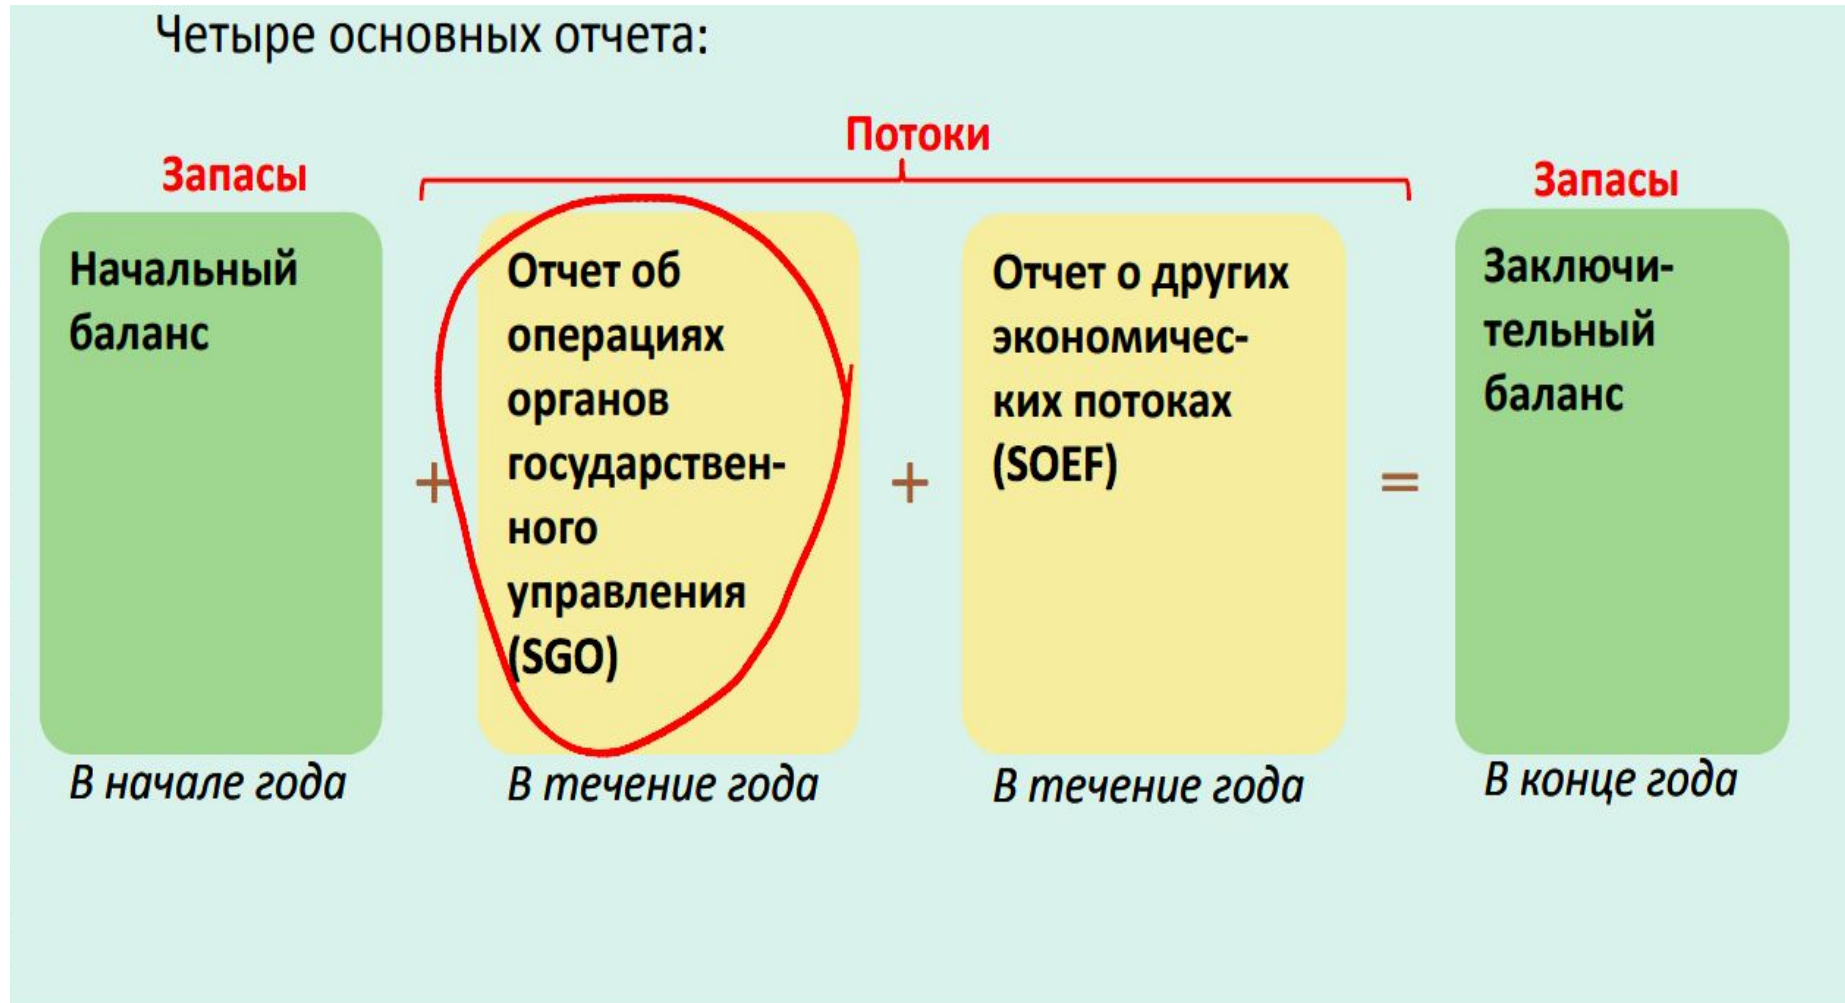 Четыре основных отчета:
Потоки
Запасы
Запасы
Начальный
баланс
В начале года
+
Отчет об
операциях
органов
государствен-
ного
управления
(SGO)
В течение года
+
Отчет о других
экономичес-
ких потоках
(SOEF)
В течение года
=
Заключи-
тельный
баланс
В конце года